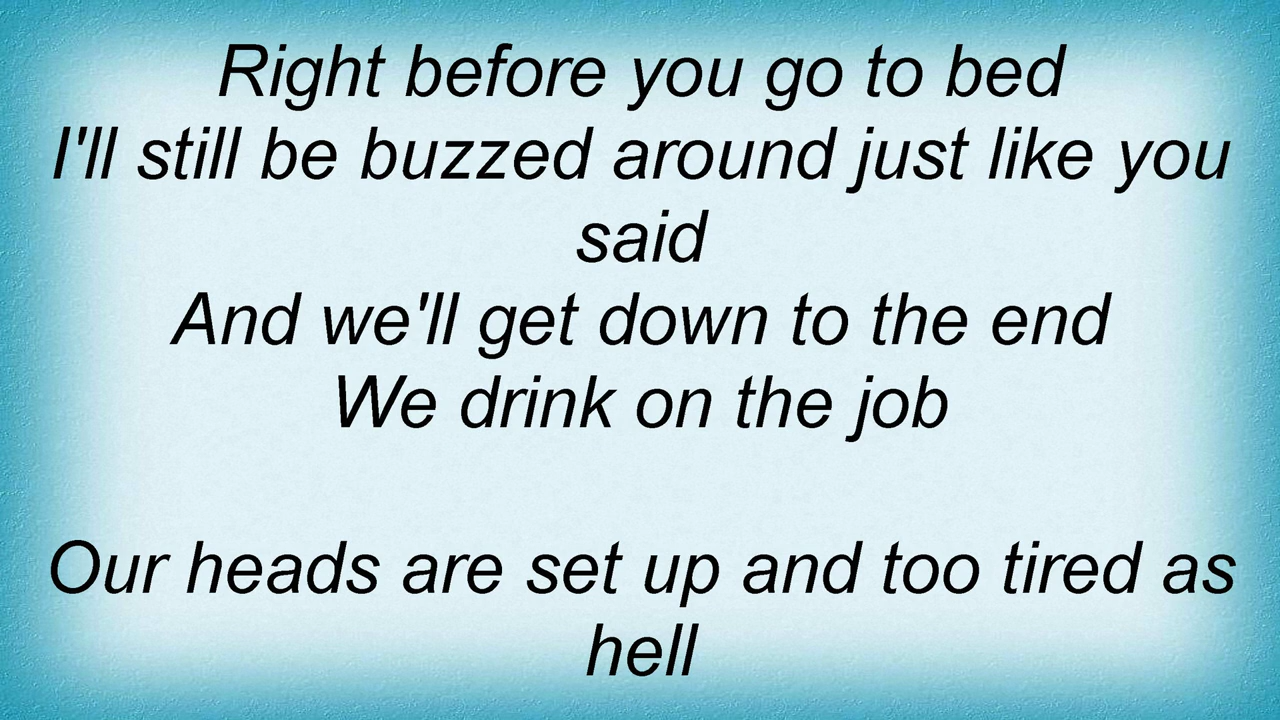 Right before you go to bed
I'll still be buzzed around just like you
said
And we'll get down to the end
We drink on the job
Our heads are set up and too tired as
hell